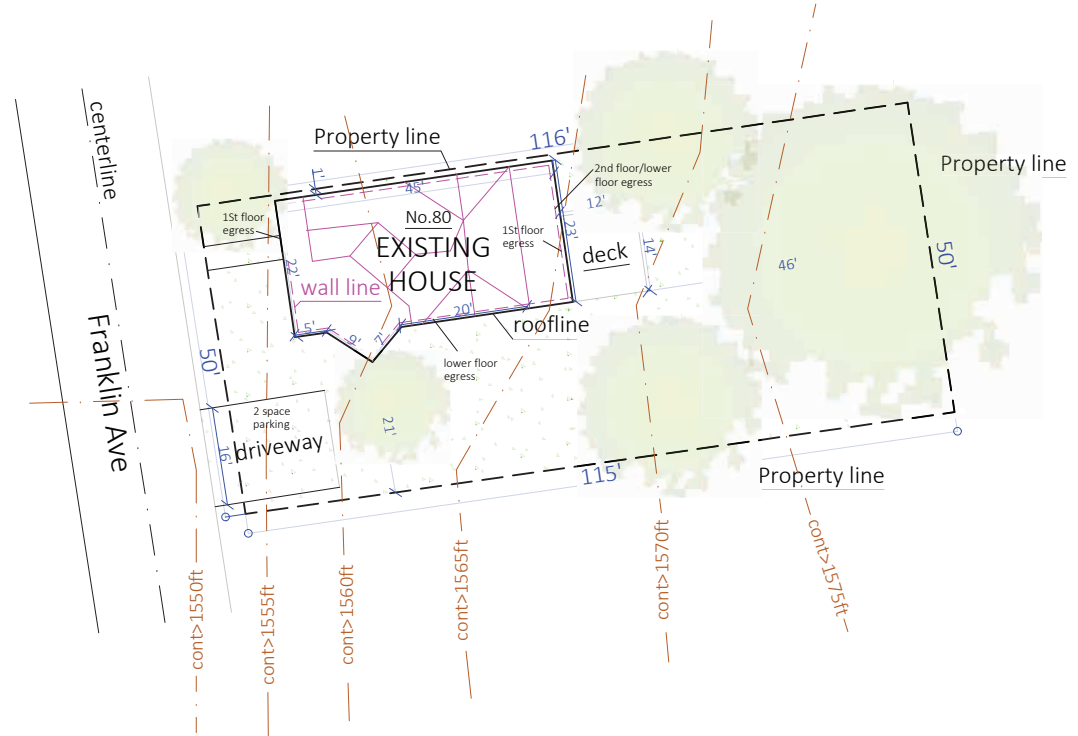 centerline
Property line
116'
1'
45'
2nd floor/lower
floor egress
Property line
1St floor
egress
No.80
EXISTING
HOUSE
1St floor
egress
12'
23'
14'
deck
46'
50'
22'
wall line
5'
9'
7'
20'
roofline
lower floor
egress
Franklin Ave
50'
2 space
parking
driveway
16'
21'
115'
Property line
cont>1550ft
cont>1555ft
cont>1560ft
cont>1565ft
cont>1570ft
cont>1575ft